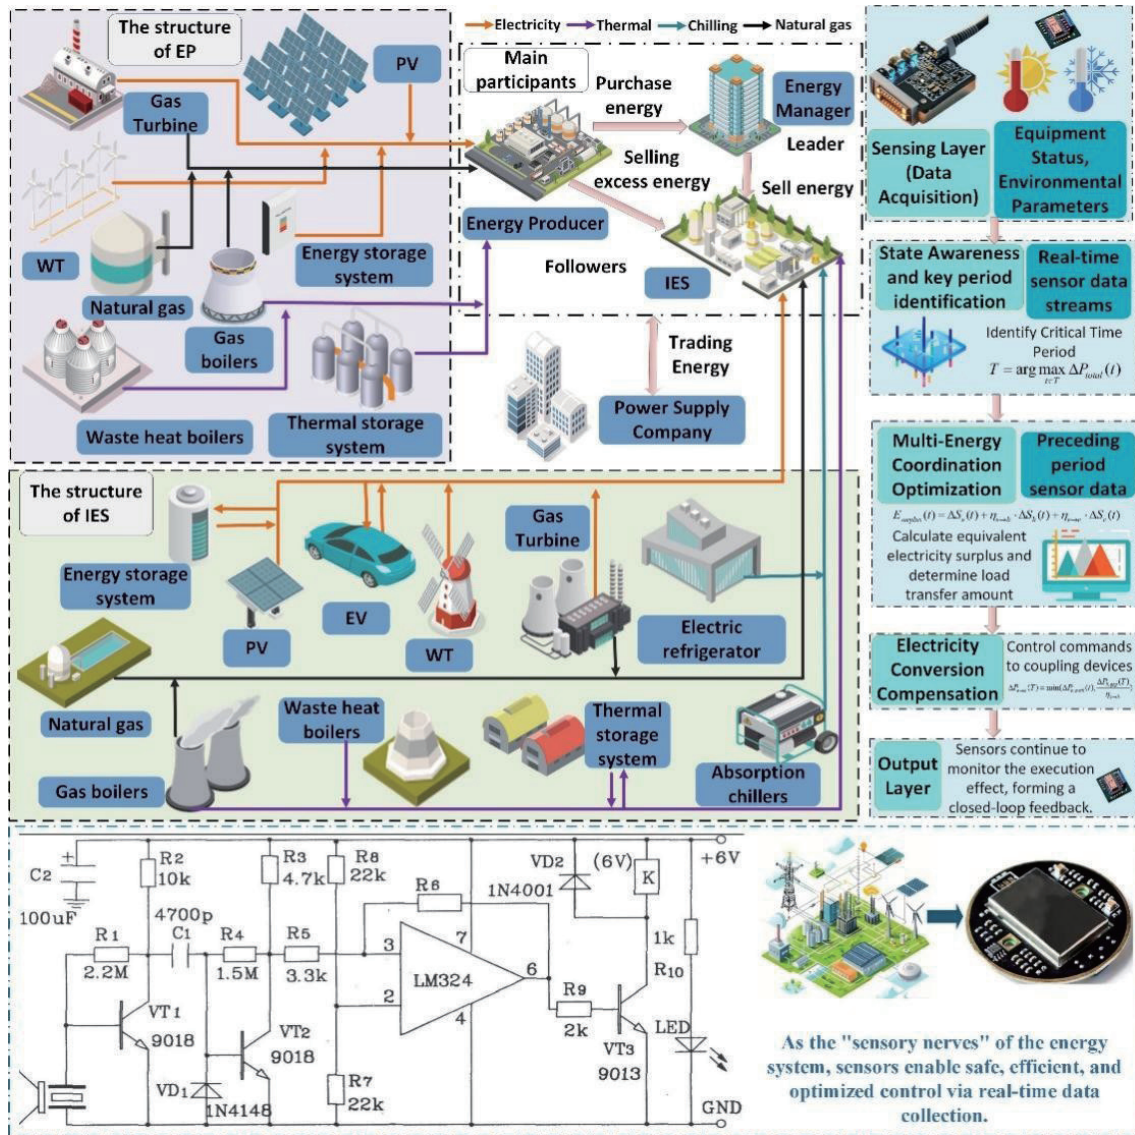 Electricity
Thermal
Chilling
Natural gas
The structure
of EP
PV
Gas
Turbine
WT
Natural gas
Gas
boilers
Energy storage
system
Waste heat boilers
Thermal storage
system
Main
participants
Purchase
energy
Energy
Manager
Leader
Selling
excess energy
Sell energy
Energy Producer
Followers
IES
Trading
Energy
Power Supply
Company
Sensing Layer
(Data
Acquisition)
Equipment
Status,
Environmental
Parameters
State Awareness
and key period
identification
Real-time
sensor data
streams
Identify Critical Time
Period
T = arg max ΔP_total(t)
t∈T
Multi-Energy
Coordination
Optimization
Preceding
period
sensor data
Calculate equivalent
electricity surplus and
determine load
transfer amount
Electricity
Conversion
Compensation
Control commands
to coupling devices
Output
Layer
Sensors continue to
monitor the execution
effect, forming a
closed-loop feedback.
The structure
of IES
Energy storage
system
PV
EV
WT
Gas
Turbine
Electric
refrigerator
Natural gas
Gas boilers
Waste heat
boilers
Thermal
storage
system
Absorption
chillers
+
C2
100uF
R2
10k
4700p
C1
R1
2.2M
R4
1.5M
R3
4.7k
R5
3.3k
R8
22k
R6
3
2
7
LM324
6
4
VT1
9018
VT2
9018
VD1
1N4148
R7
22k
R9
2k
VD2
1N4001
(6V)
K
+6V
1k
R10
LED
VT3
9013
GND
As the "sensory nerves" of the energy
system, sensors enable safe, efficient, and
optimized control via real-time data
collection.